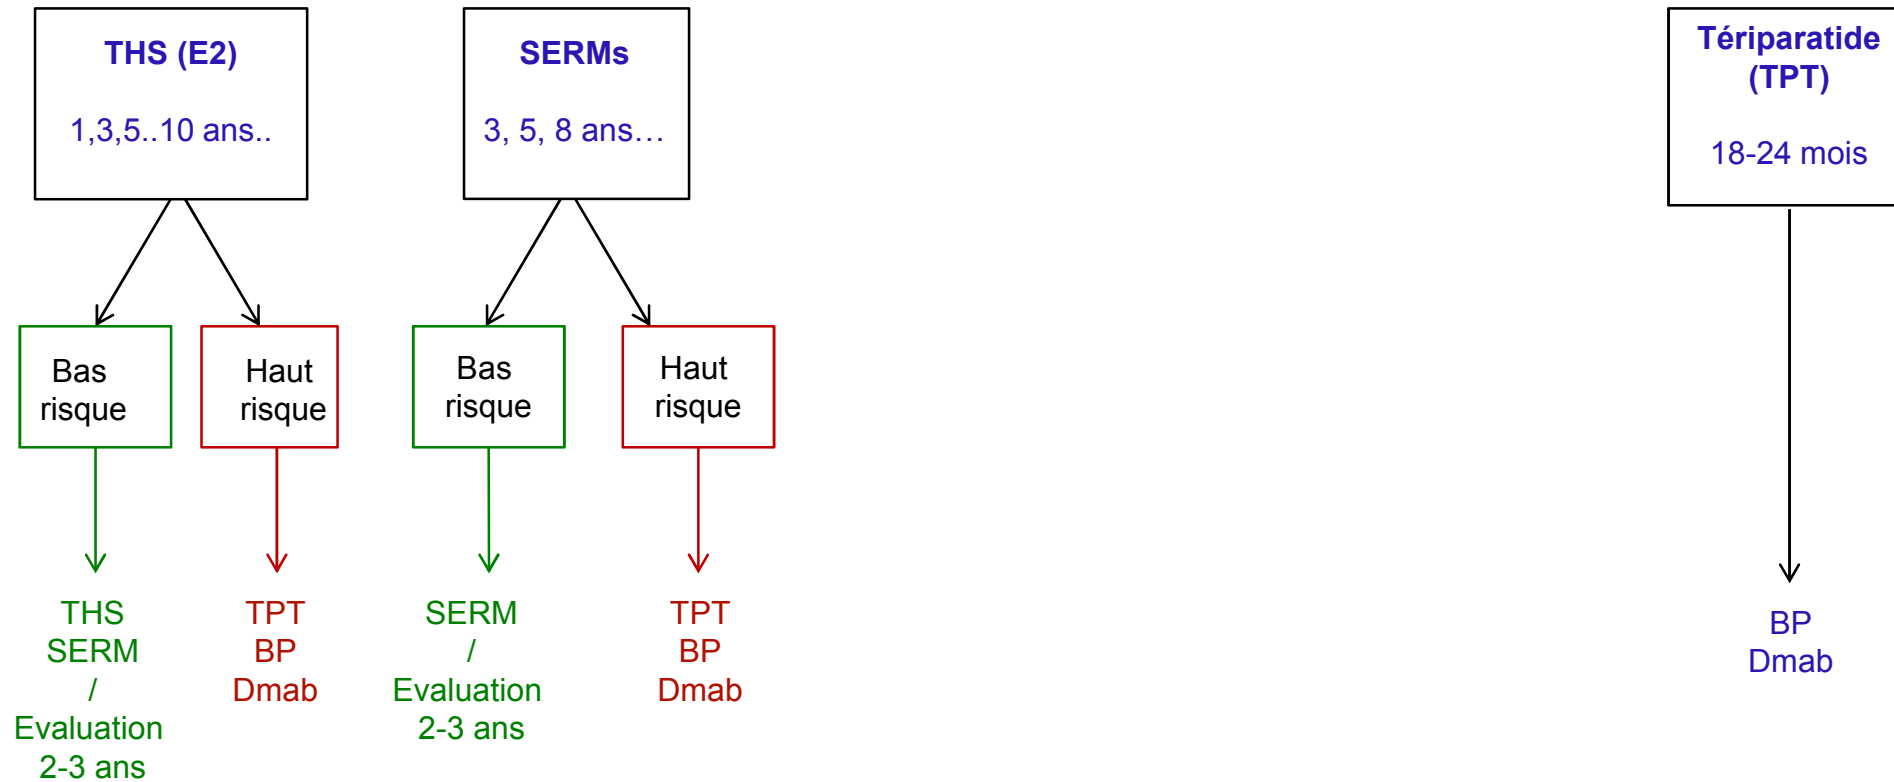 THS (E2)
1,3,5..10 ans..
SERMs
3, 5, 8 ans…
Tériparatide
(TPT)
18-24 mois
Bas
risque
Haut
risque
Bas
risque
Haut
risque
THS
SERM
/
Evaluation
2-3 ans
TPT
BP
Dmab
SERM
/
Evaluation
2-3 ans
TPT
BP
Dmab
BP
Dmab